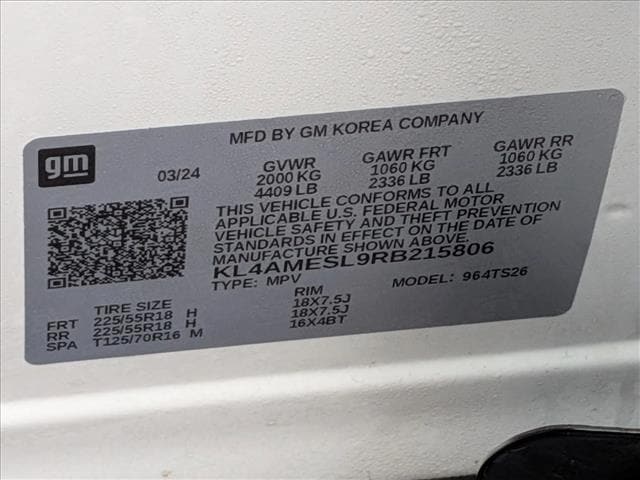 MFD BY GM KOREA COMPANY
gm
03/24 GVWR GAWR FRT GAWR RR
2000 KG 1060 KG 1060 KG
4409 LB 2336 LB 2336 LB
THIS VEHICLE CONFORMS TO ALL
APPLICABLE U.S. FEDERAL MOTOR
VEHICLE SAFETY AND THEFT PREVENTION
STANDARDS IN EFFECT ON THE DATE OF
MANUFACTURE SHOWN ABOVE.
KL4AMESL9RB215806
TYPE: MPV MODEL: 964TS26
TIRE SIZE RIM
FRT 225/55R18 H 18X7.5J
RR 225/55R18 H 18X7.5J
SPA T125/70R16 M 16X4BT